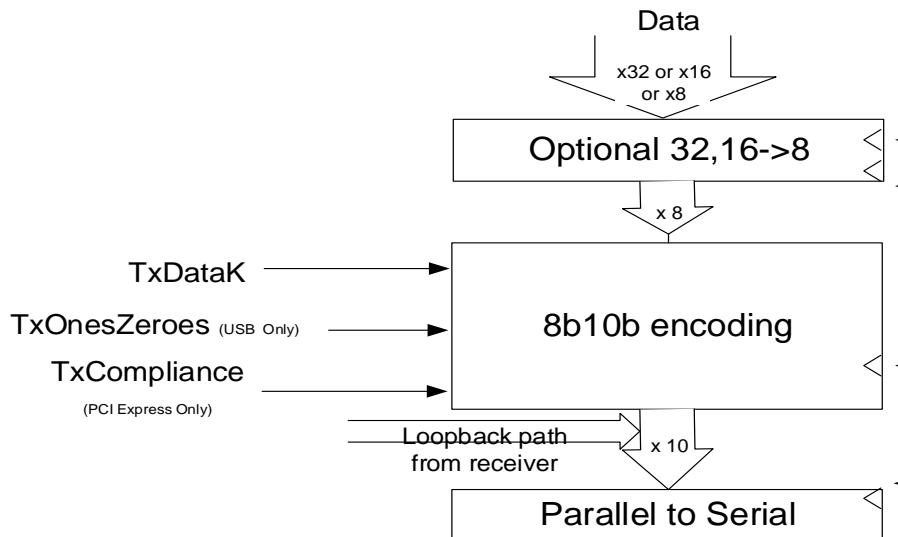 Data
x32 or x16
or x8
Optional 32,16->8
x 8
TxDataK
TxOnesZeroes (USB Only)
8b10b encoding
TxCompliance
(PCI Express Only)
Loopback path
from receiver
x 10
Parallel to Serial